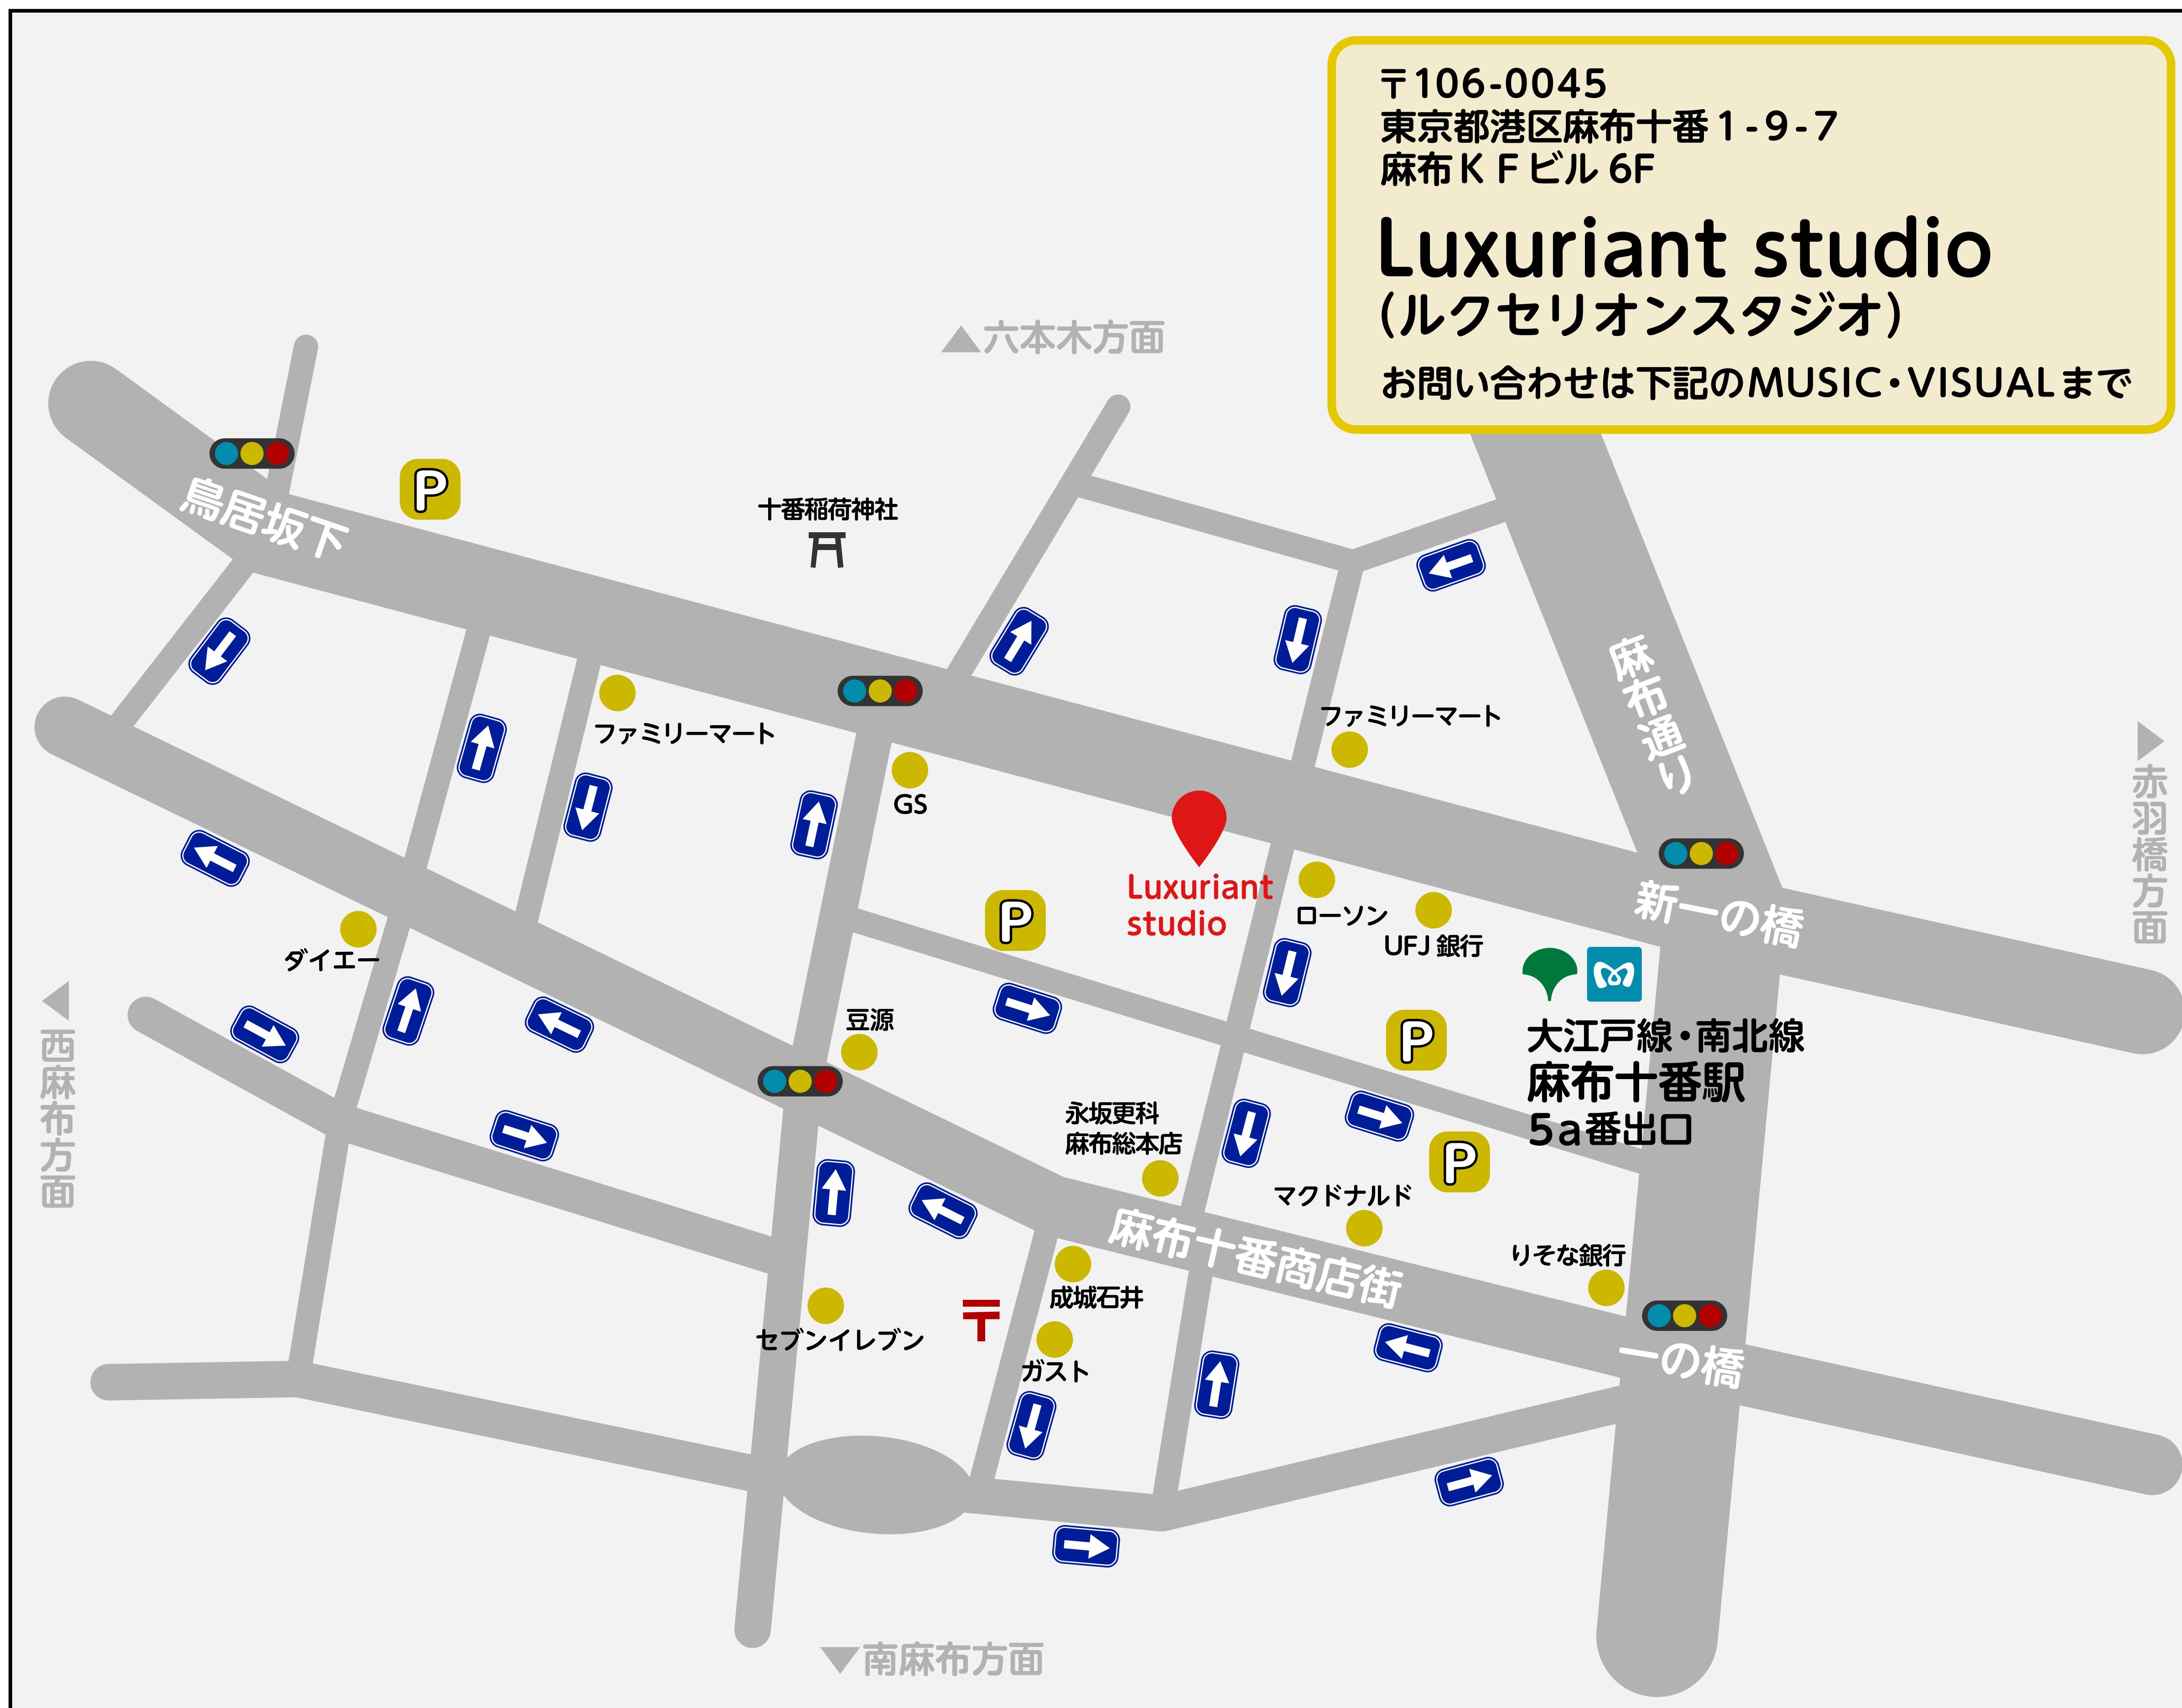 〒106-0045
東京都港区麻布十番1-9-7
麻布KFビル6F
Luxuriant studio
(ルクセリオンスタジオ)
お問い合わせは下記のMUSIC・VISUALまで
▲六本木方面
鳥居坂下
P
十番稲荷神社
麻布通り
ファミリーマート
ファミリーマート
GS
▶赤羽橋方面
Luxuriant
studio
ローソン
UFJ銀行
新一の橋
P
ダイエー
◀西麻布方面
豆源
P
大江戸線・南北線
麻布十番駅
5a番出口
永坂更科
麻布総本店
P
マクドナルド
麻布十番商店街
りそな銀行
成城石井
〒
セブンイレブン
ガスト
一の橋
▼南麻布方面